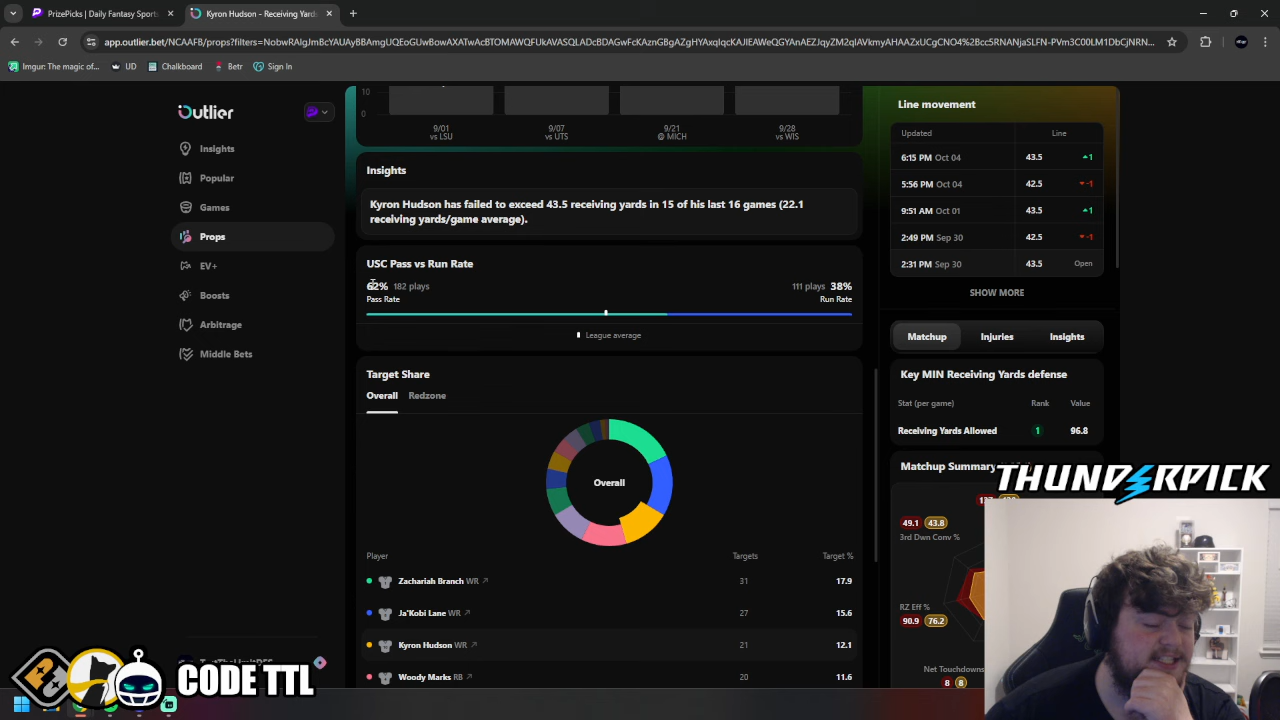 PrizePicks | Daily Fantasy Sport
Kyron Hudson - Receiving Yards
app.outlier.bet/NCAAFB/props?filters=
Imgur: The magic of...
UD
Chalkboard
Betr
Sign In
Outlier
Insights
Popular
Games
Props
EV+
Boosts
Arbitrage
Middle Bets
10
0
9/01
vs LSU
9/07
vs UTS
9/21
@ MICH
9/28
vs WIS
Insights
Kyron Hudson has failed to exceed 43.5 receiving yards in 15 of his last 16 games (22.1
receiving yards/game average).
USC Pass vs Run Rate
62% 182 plays
111 plays 38%
Pass Rate
Run Rate
League average
Target Share
Overall
Redzone
Overall
Player
Targets
Target %
Zachariah Branch WR
31
17.9
Ja'Kobi Lane WR
27
15.6
Kyron Hudson WR
21
12.1
Woody Marks RB
20
11.6
Line movement
Updated
Line
6:15 PM Oct 04
43.5
1
5:56 PM Oct 04
42.5
-1
9:51 AM Oct 01
43.5
1
2:49 PM Sep 30
42.5
-1
2:31 PM Sep 30
43.5
Open
SHOW MORE
Matchup
Injuries
Insights
Key MIN Receiving Yards defense
Stat (per game)
Rank
Value
Receiving Yards Allowed
1
96.8
Matchup Summary
THUNDERPICK
49.1
43.8
3rd Dwn Conv %
RZ Eff %
90.9
76.2
Net Touchdowns
8
8
CODE TTL